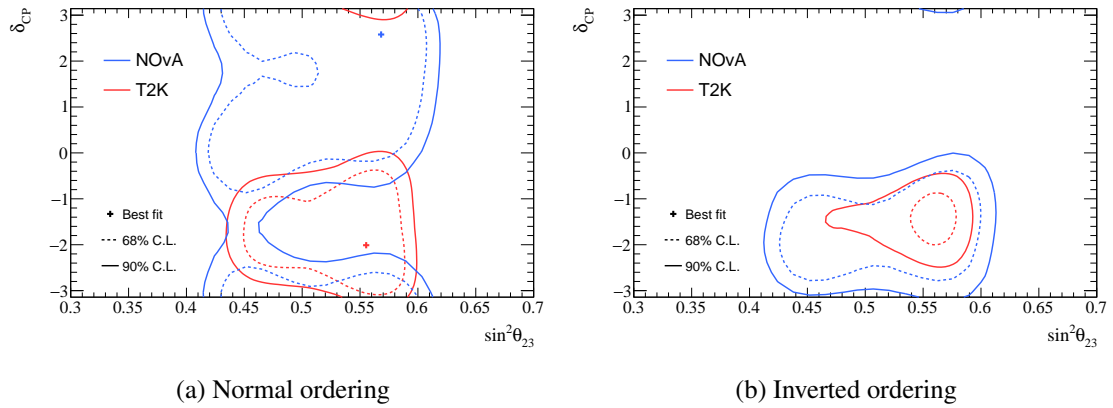 δCP
3
2
1
0
−1
−2
−3
NOvA
T2K
Best fit
68% C.L.
90% C.L.
0.3 0.35 0.4 0.45 0.5 0.55 0.6 0.65 0.7
sin²θ23
(a) Normal ordering
δCP
3
2
1
0
−1
−2
−3
NOvA
T2K
Best fit
68% C.L.
90% C.L.
0.3 0.35 0.4 0.45 0.5 0.55 0.6 0.65 0.7
sin²θ23
(b) Inverted ordering